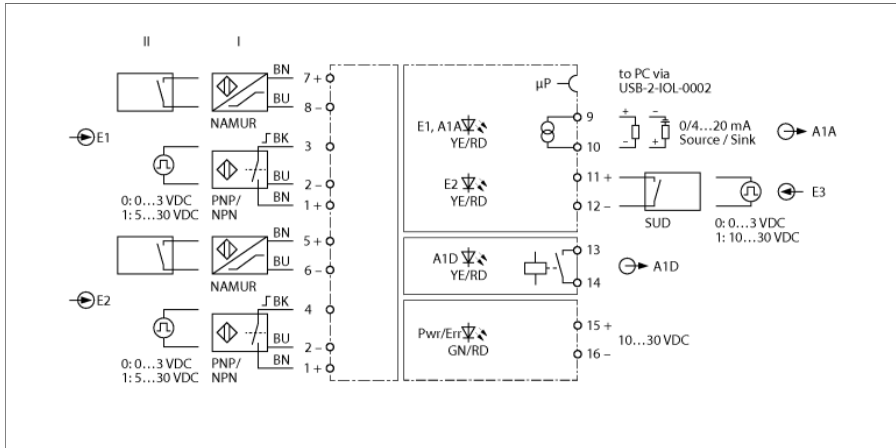 II
I
BN
7 +
BU
8 –
NAMUR
E1
BK
3
BU
2 –
BN
1 +
0: 0…3 VDC
1: 5…30 VDC
PNP/
NPN
BN
5 +
BU
6 –
NAMUR
E2
BK
4
BU
2 –
BN
1 +
0: 0…3 VDC
1: 5…30 VDC
PNP/
NPN
µP
to PC via
USB-2-IOL-0002
E1, A1A
YE/RD
9
10
+
–
–
+
0/4…20 mA
Source / Sink
A1A
E2
YE/RD
11 +
12 –
SUD
E3
0: 0…3 VDC
1: 10…30 VDC
A1D
YE/RD
13
14
A1D
Pwr/Err
GN/RD
15 +
16 –
10…30 VDC